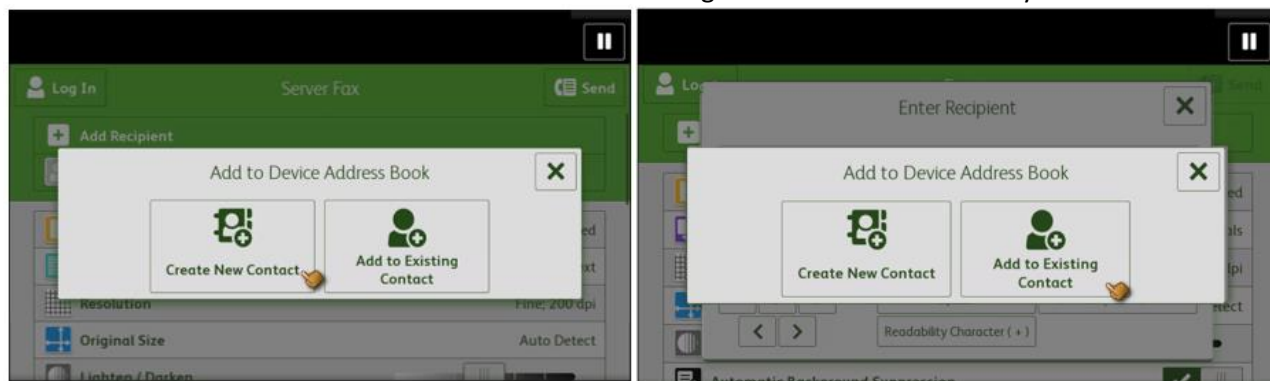 Log In
Server Fax
Send
Add Recipient
Add to Device Address Book
Create New Contact
Add to Existing
Contact
Resolution
Fine; 200 dpi
Original Size
Auto Detect
Lighten / Darken
Enter Recipient
Add to Device Address Book
Create New Contact
Add to Existing
Contact
Readability Character ( + )
Automatic Background Suppression